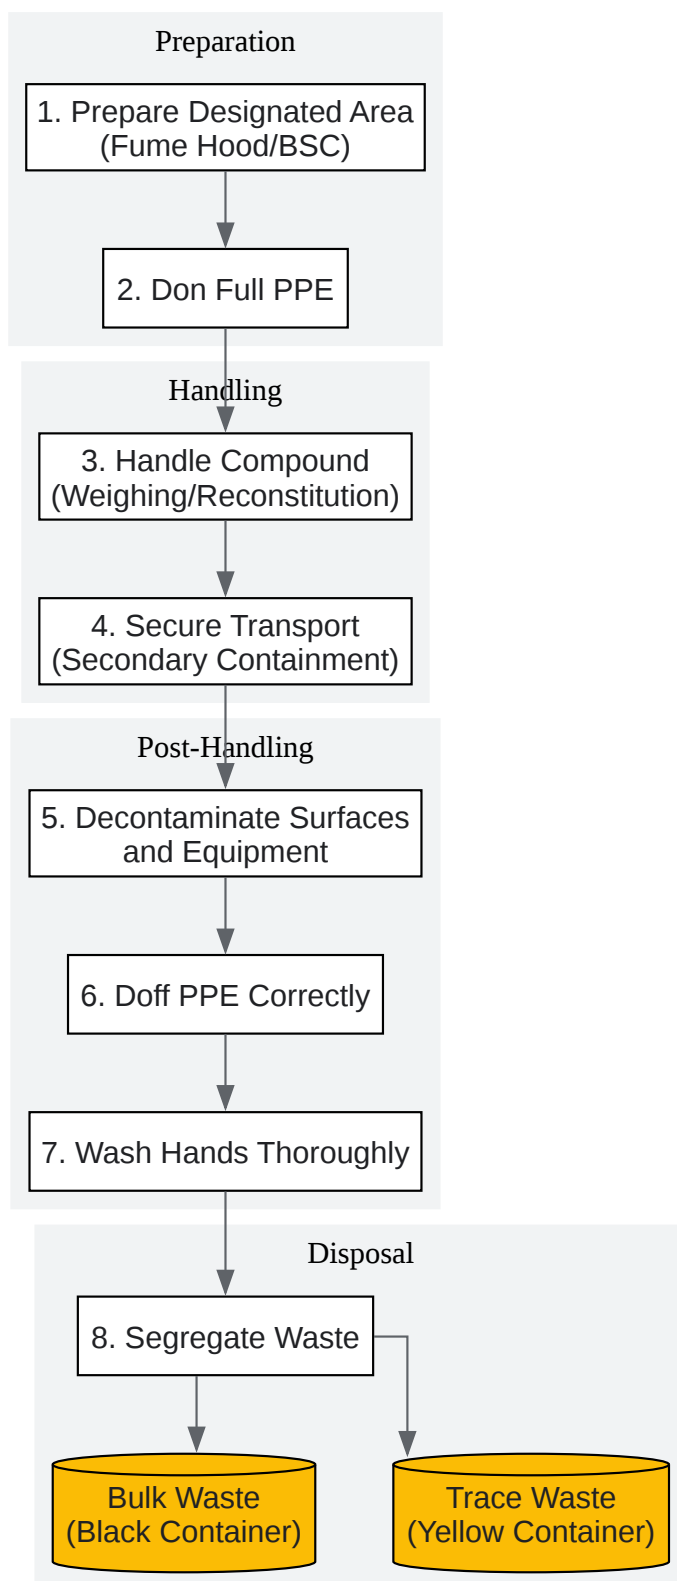 Preparation
1. Prepare Designated Area
(Fume Hood/BSC)
2. Don Full PPE
Handling
3. Handle Compound
(Weighing/Reconstitution)
4. Secure Transport
(Secondary Containment)
Post-Handling
5. Decontaminate Surfaces
and Equipment
6. Doff PPE Correctly
7. Wash Hands Thoroughly
Disposal
8. Segregate Waste
Bulk Waste
(Black Container)
Trace Waste
(Yellow Container)